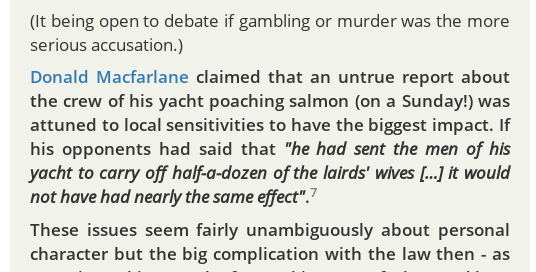 (It being open to debate if gambling or murder was the more
serious accusation.)
Donald Macfarlane claimed that an untrue report about
the crew of his yacht poaching salmon (on a Sunday!) was
attuned to local sensitivities to have the biggest impact. If
his opponents had said that "he had sent the men of his
yacht to carry off half-a-dozen of the lairds' wives [...] it would
not have had nearly the same effect".7
These issues seem fairly unambiguously about personal
character but the big complication with the law then - as